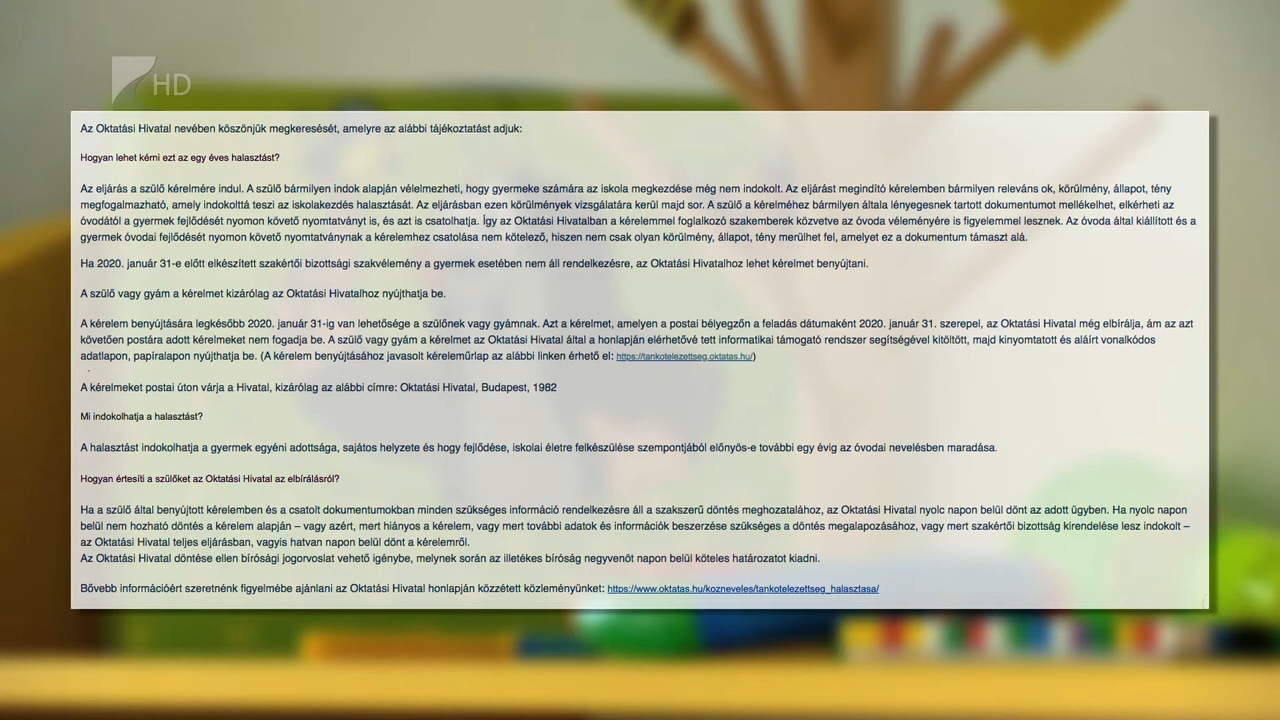 HD
Az Oktatási Hivatal nevében köszönjük megkeresését, amelyre az alábbi tájékoztatást adjuk:
Hogyan lehet kérni ezt az egy éves halasztást?
Az eljárás a szülő kérelmére indul. A szülő bármilyen indok alapján vélelmezheti, hogy gyermeke számára az iskola megkezdése még nem indokolt. Az eljárást megindító kérelemben bármilyen releváns ok, körülmény, állapot, tény
megfogalmazható, amely indokolttá teszi az iskolakezdés halasztását. Az eljárásban ezen körülmények vizsgálatára kerül majd sor. A szülő a kérelméhez bármilyen általa lényegesnek tartott dokumentumot mellékelhet, elkérheti az
óvodától a gyermek fejlődését nyomon követő nyomtatványt is, és azt is csatolhatja. Így az Oktatási Hivatalban a kérelemmel foglalkozó szakemberek közvetve az óvoda véleményére is figyelemmel lesznek. Az óvoda által kiállított és a
gyermek óvodai fejlődését nyomon követő nyomtatványnak a kérelemhez csatolása nem kötelező, hiszen nem csak olyan körülmény, állapot, tény merülhet fel, amelyet ez a dokumentum támaszt alá.
Ha 2020. január 31-e előtt elkészített szakértői bizottsági szakvélemény a gyermek esetében nem áll rendelkezésre, az Oktatási Hivatalhoz lehet kérelmet benyújtani.
A szülő vagy gyám a kérelmet kizárólag az Oktatási Hivatalhoz nyújthatja be.
A kérelem benyújtására legkésőbb 2020. január 31-ig van lehetősége a szülőnek vagy gyámnak. Azt a kérelmet, amelyen a postai bélyegzőn a feladás dátumaként 2020. január 31. szerepel, az Oktatási Hivatal még elbírálja, ám az azt
követően postára adott kérelmeket nem fogadja be. A szülő vagy gyám a kérelmet az Oktatási Hivatal által a honlapján elérhetővé tett informatikai támogató rendszer segítségével kitöltött, majd kinyomtatott és aláírt vonalkódos
adatlapon, papíralapon nyújthatja be. (A kérelem benyújtásához javasolt kéreleműrlap az alábbi linken érhető el: https://tankotelezettseg.oktatas.hu/)
.
A kérelmeket postai úton várja a Hivatal, kizárólag az alábbi címre: Oktatási Hivatal, Budapest, 1982
Mi indokolhatja a halasztást?
A halasztást indokolhatja a gyermek egyéni adottsága, sajátos helyzete és hogy fejlődése, iskolai életre felkészülése szempontjából előnyös-e további egy évig az óvodai nevelésben maradása.
Hogyan értesíti a szülőket az Oktatási Hivatal az elbírálásról?
Ha a szülő által benyújtott kérelemben és a csatolt dokumentumokban minden szükséges információ rendelkezésre áll a szakszerű döntés meghozatalához, az Oktatási Hivatal nyolc napon belül dönt az adott ügyben. Ha nyolc napon
belül nem hozható döntés a kérelem alapján – vagy azért, mert hiányos a kérelem, vagy mert további adatok és információk beszerzése szükséges a döntés megalapozásához, vagy mert szakértői bizottság kirendelése lesz indokolt –
az Oktatási Hivatal teljes eljárásban, vagyis hatvan napon belül dönt a kérelemről.
Az Oktatási Hivatal döntése ellen bírósági jogorvoslat vehető igénybe, melynek során az illetékes bíróság negyvenöt napon belül köteles határozatot kiadni.
Bővebb információért szeretnénk figyelmébe ajánlani az Oktatási Hivatal honlapján közzétett közleményünket: https://www.oktatas.hu/kozneveles/tankotelezettseg_halasztasa/